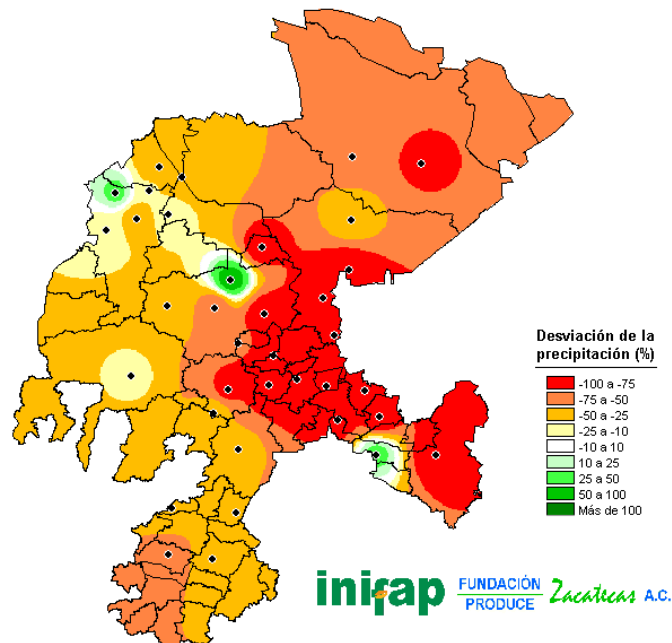 Desviación de la
precipitación (%)
-100 a -75
-75 a -50
-50 a -25
-25 a -10
-10 a 10
10 a 25
25 a 50
50 a 100
Más de 100
inifap
FUNDACIÓN
PRODUCE
Zacatecas A.C.